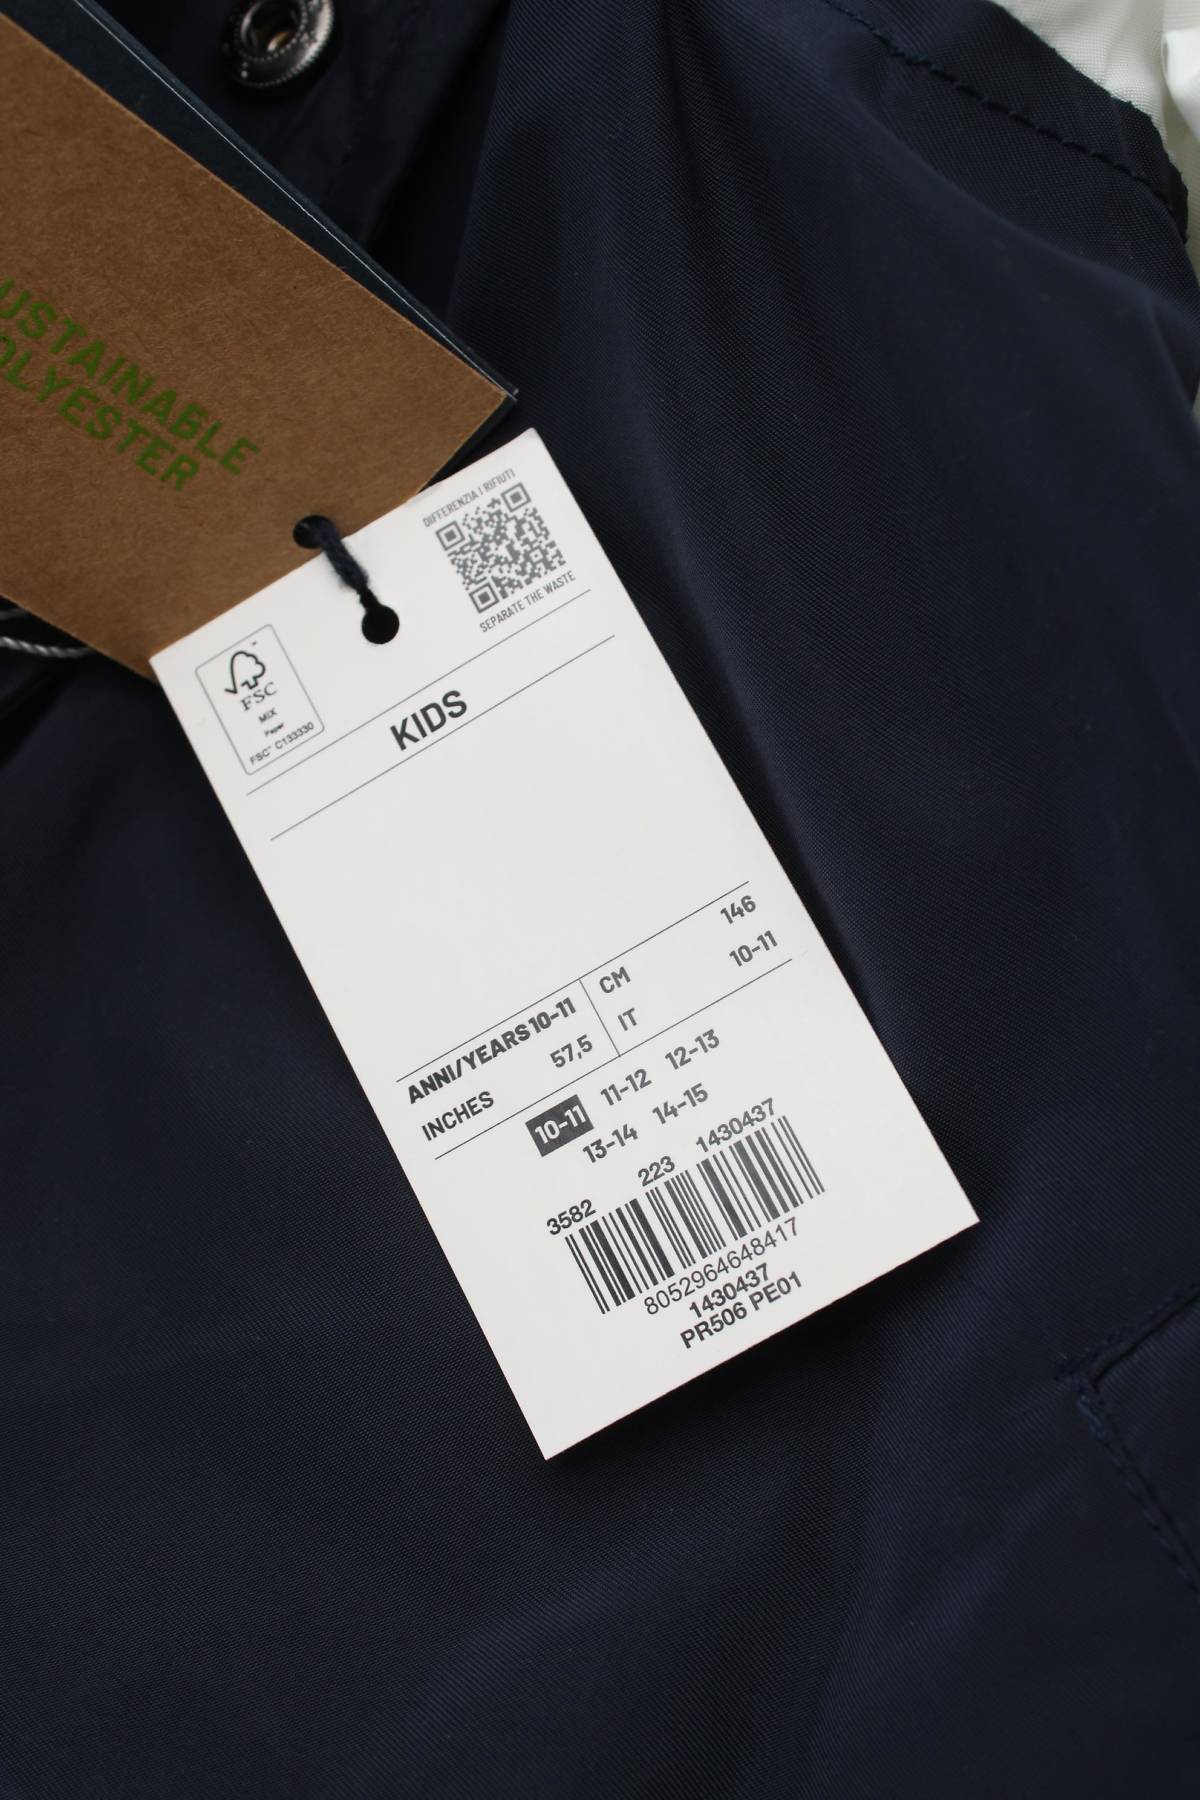 USTAINABLE
OLYESTER
DIFFERENZIA I RIFIUTI
SEPARATE THE WASTE
FSC
MIX
Paper
FSC® C133330
KIDS
ANNI/YEARS 10-11 CM 146
INCHES 57,5 IT 10-11
10-11 11-12 12-13
13-14 14-15
3582 223 1430437
8052964648417
1430437
PR506 PE01